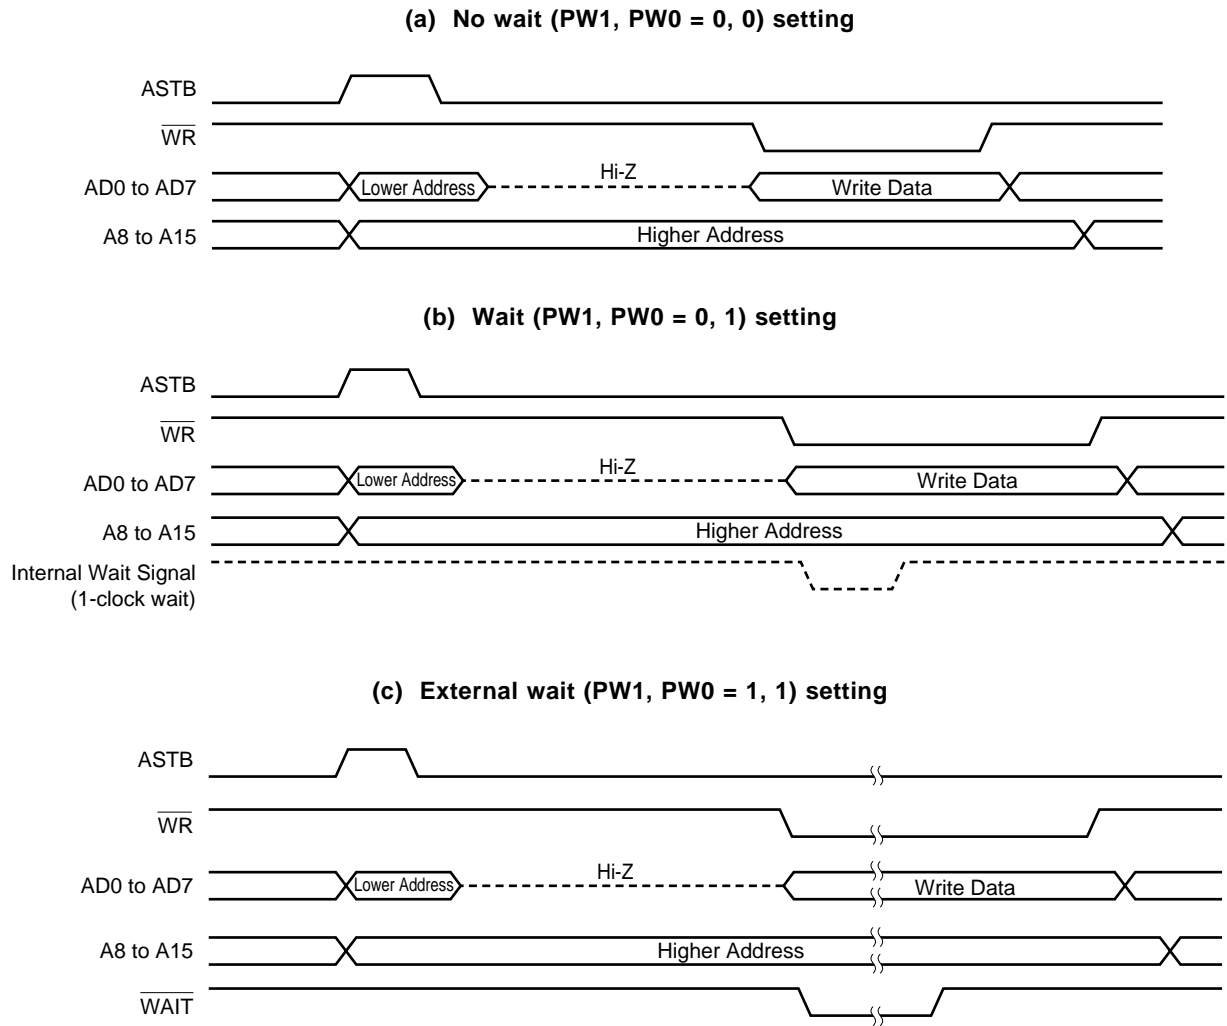 (a) No wait (PW1, PW0 = 0, 0) setting
ASTB
WR
Hi-Z
AD0 to AD7 Lower Address Write Data
A8 to A15 Higher Address
(b) Wait (PW1, PW0 = 0, 1) setting
ASTB
WR
Hi-Z
AD0 to AD7 Lower Address Write Data
A8 to A15 Higher Address
Internal Wait Signal
(1-clock wait)
(c) External wait (PW1, PW0 = 1, 1) setting
ASTB
WR
Hi-Z
AD0 to AD7 Lower Address Write Data
A8 to A15 Higher Address
WAIT